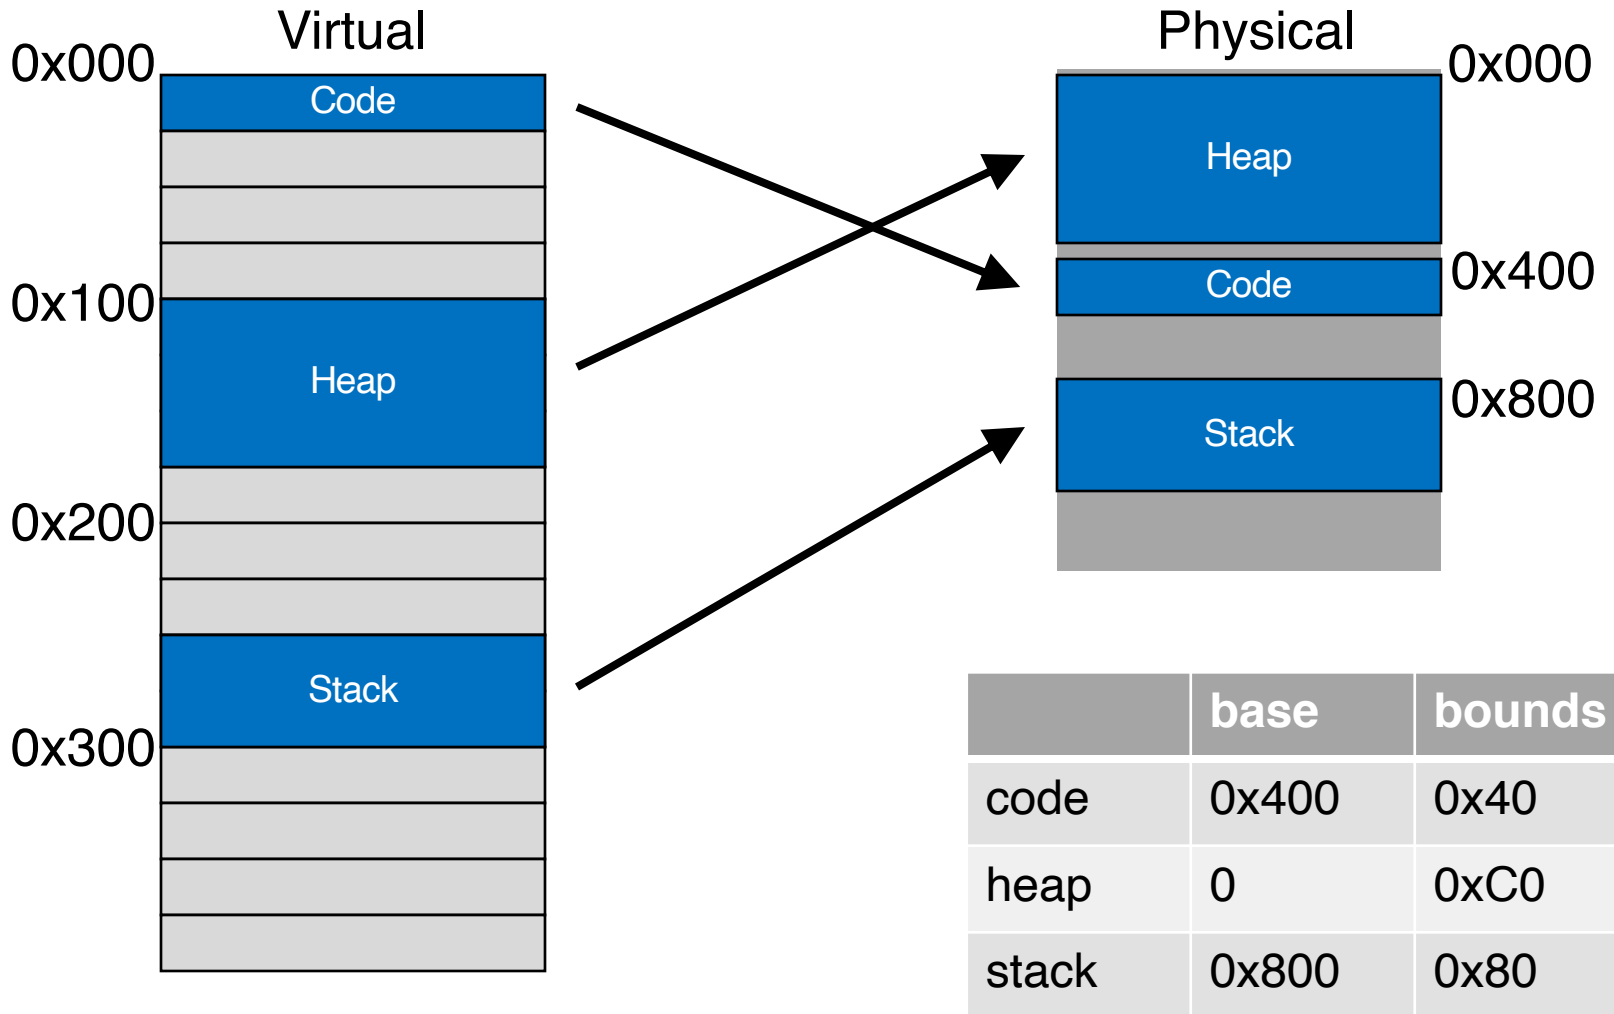 Virtual
0x000
Code
0x100
Heap
0x200
Stack
0x300
Physical
0x000
Heap
0x400
Code
0x800
Stack
base bounds
code 0x400 0x40
heap 0 0xC0
stack 0x800 0x80